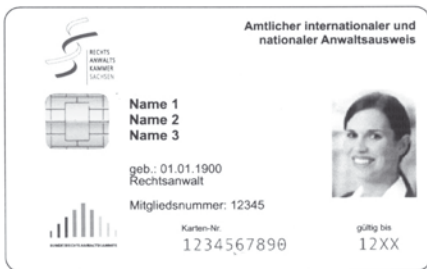 Amtlicher internationaler und
nationaler Anwaltsausweis
RECHTS
ANWALTS
KAMMER
SACHSEN
Name 1
Name 2
Name 3
geb.: 01.01.1900
Rechtsanwalt
Mitgliedsnummer: 12345
Karten-Nr.
gültig bis
1234567890
12XX
BUNDESRECHTSANWALTSKAMMER